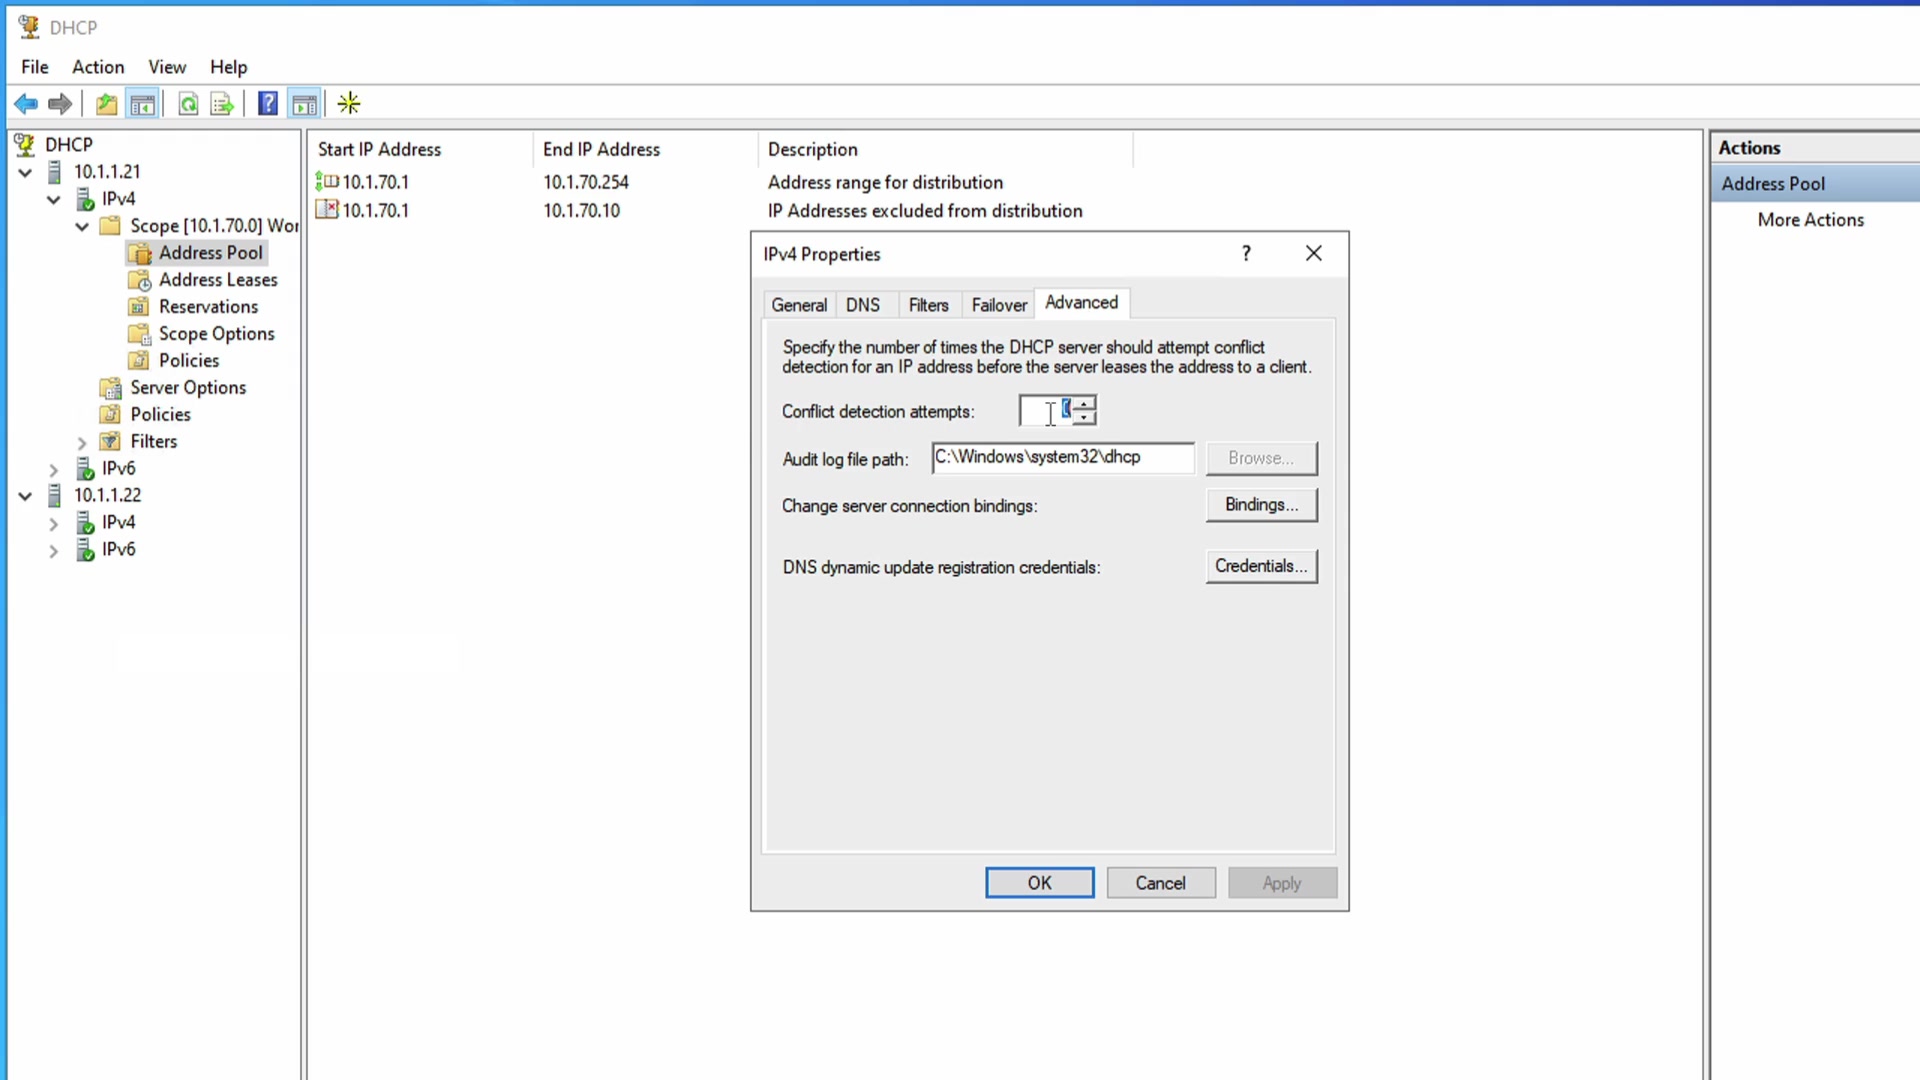 DHCP
File Action View Help
DHCP
10.1.1.21
IPv4
Scope [10.1.70.0] Wor
Address Pool
Address Leases
Reservations
Scope Options
Policies
Server Options
Policies
Filters
IPv6
10.1.1.22
IPv4
IPv6
Start IP Address End IP Address Description
10.1.70.1 10.1.70.254 Address range for distribution
10.1.70.1 10.1.70.10 IP Addresses excluded from distribution
IPv4 Properties
General DNS Filters Failover Advanced
Specify the number of times the DHCP server should attempt conflict
detection for an IP address before the server leases the address to a client.
Conflict detection attempts:
Audit log file path: C:\Windows\system32\dhcp Browse...
Change server connection bindings: Bindings...
DNS dynamic update registration credentials: Credentials...
OK Cancel Apply
Actions
Address Pool
More Actions